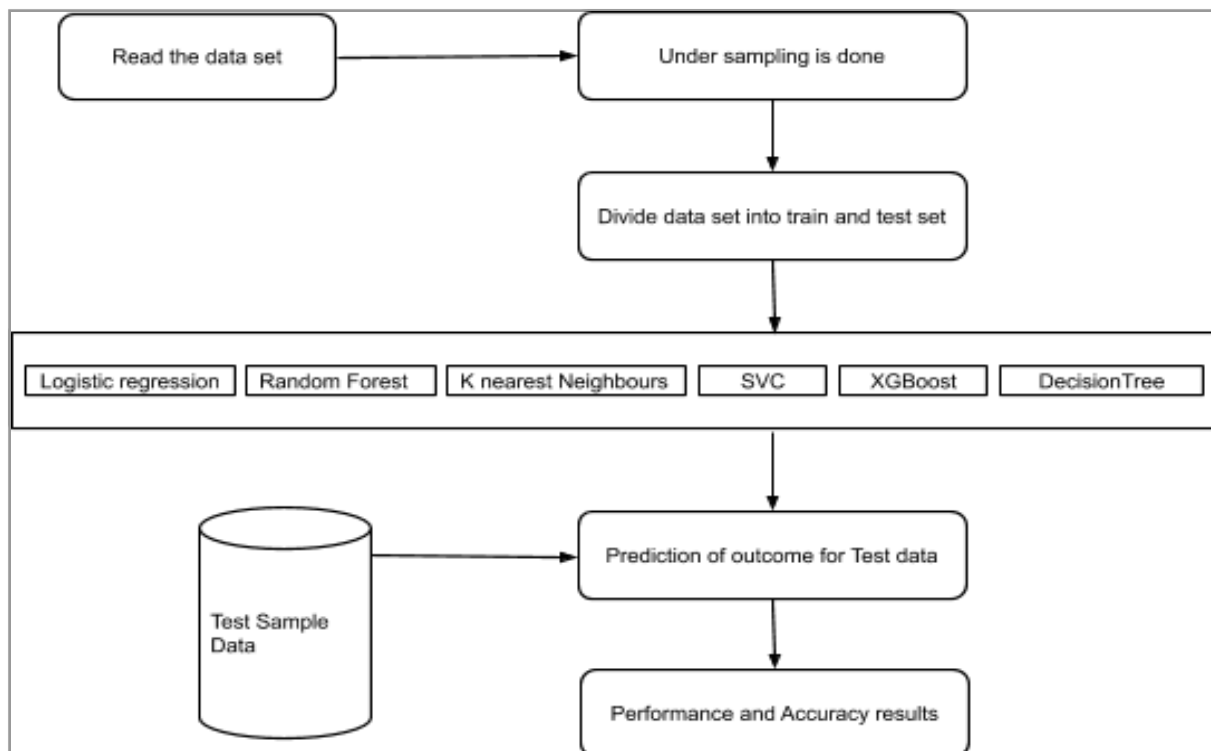 Read the data set
Under sampling is done
Divide data set into train and test set
Logistic regression
Random Forest
K nearest Neighbours
SVC
XGBoost
DecisionTree
Prediction of outcome for Test data
Test Sample
Data
Performance and Accuracy results